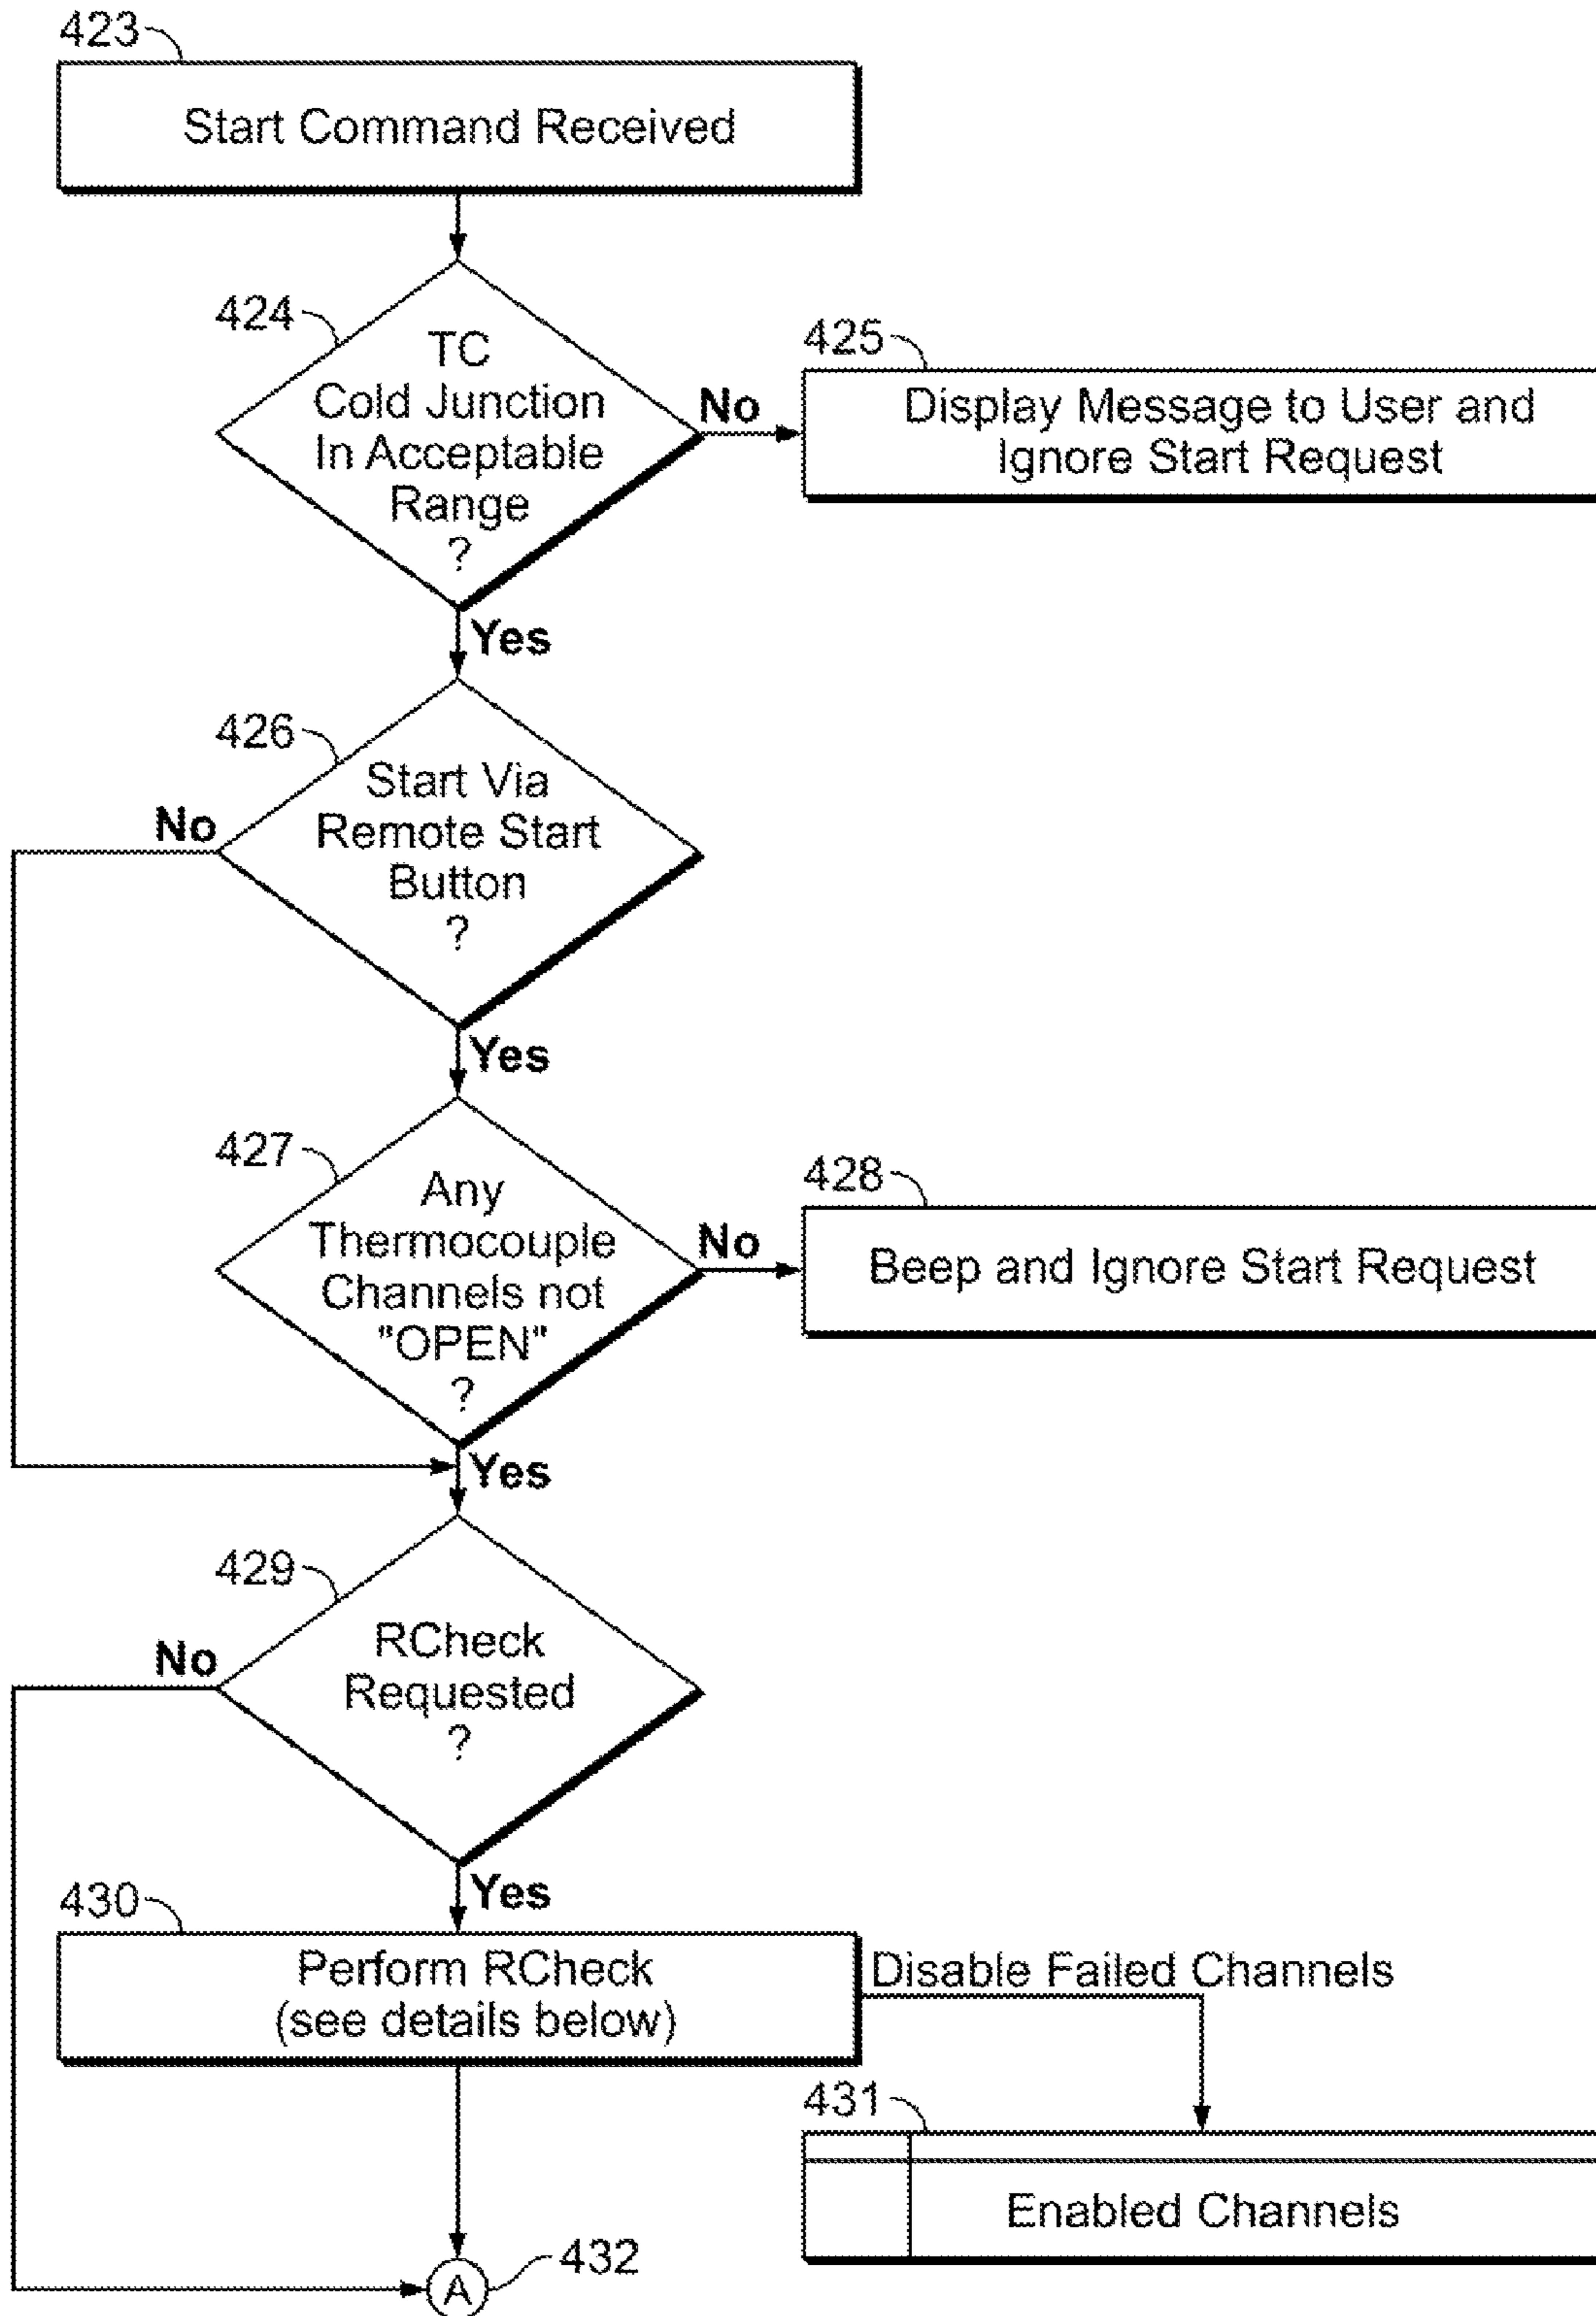 423
Start Command Received
424
TC
Cold Junction
In Acceptable
Range
?
No
425
Display Message to User and
Ignore Start Request
Yes
426
Start Via
Remote Start
Button
?
No
Yes
427
Any
Thermocouple
Channels not
"OPEN"
?
No
428
Beep and Ignore Start Request
Yes
429
RCheck
Requested
?
No
Yes
430
Perform RCheck
(see details below)
Disable Failed Channels
431
Enabled Channels
A
432